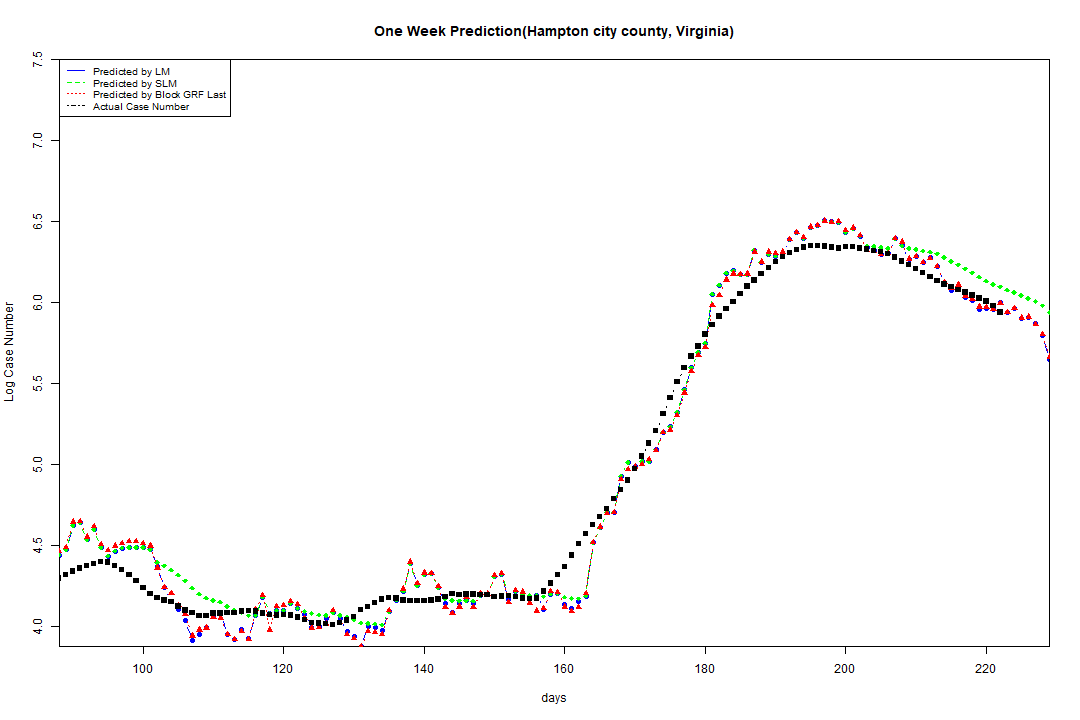 One Week Prediction(Hampton city county, Virginia)
Predicted by LM
Predicted by SLM
Predicted by Block GRF Last
Actual Case Number
Log Case Number
7.5
7.0
6.5
6.0
5.5
5.0
4.5
4.0
100 120 140 160 180 200 220
days